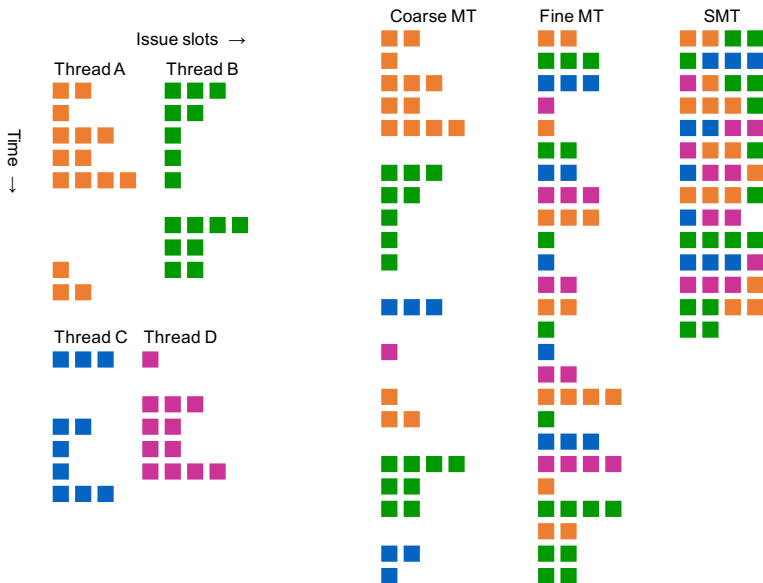 Issue slots →
Thread A
Thread B
Time →
Thread C
Thread D
Coarse MT
Fine MT
SMT